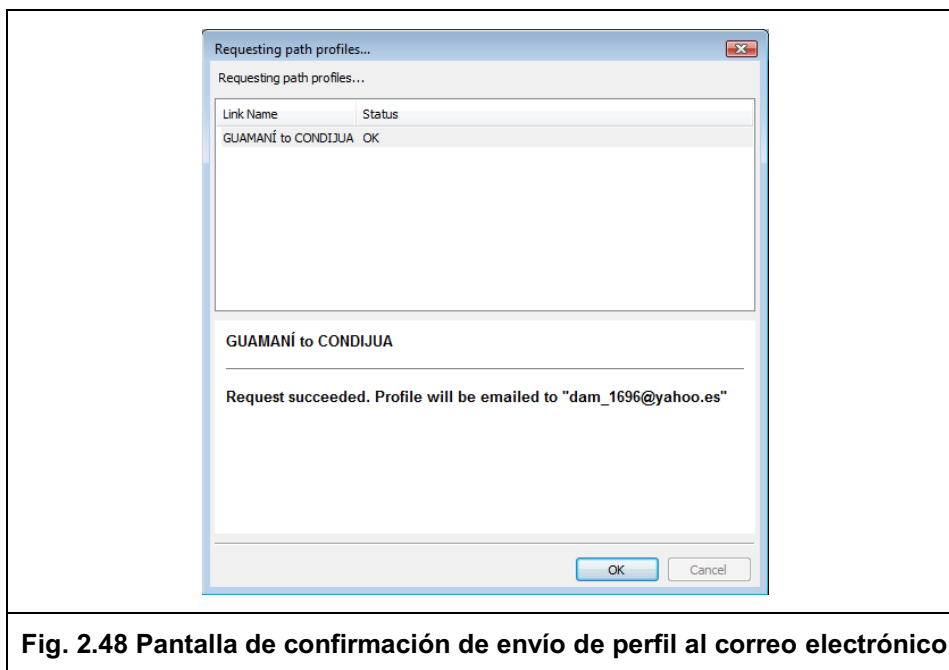 Requesting path profiles...
Requesting path profiles...
Link Name Status
GUAMANÍ to CONDIJUA OK
GUAMANÍ to CONDIJUA
Request succeeded. Profile will be emailed to "dam_1696@yahoo.es"
OK Cancel
Fig. 2.48 Pantalla de confirmación de envío de perfil al correo electrónico